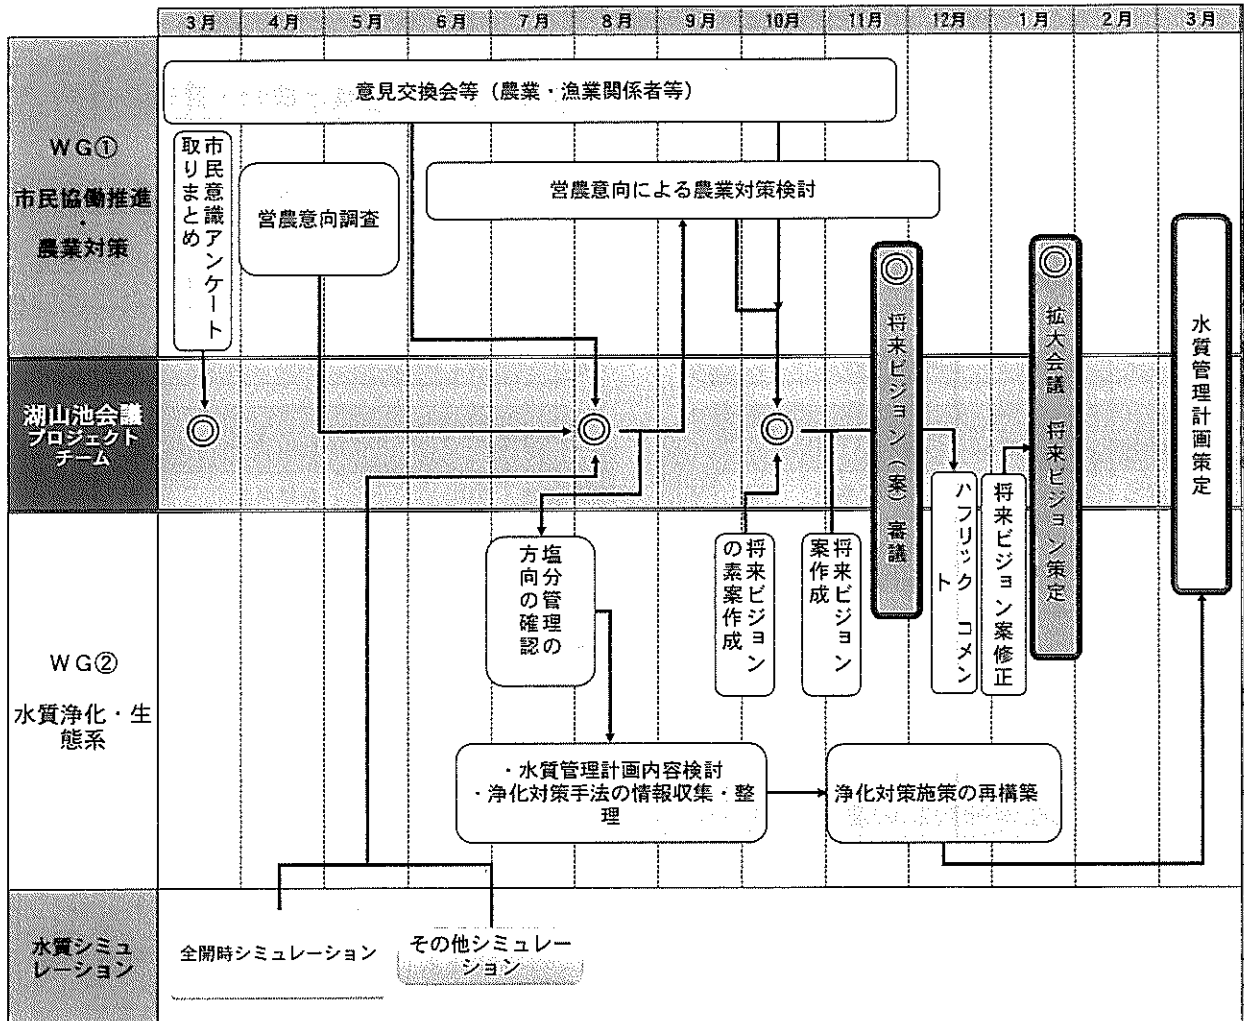 3月 4月 5月 6月 7月 8月 9月 10月 11月 12月 1月 2月 3月
WG①
市民協働推進
・
農業対策
意見交換会等（農業・漁業関係者等）
市民意識アンケート
取りまとめ
営農意向調査
営農意向による農業対策検討
湖山池会議
プロジェクト
チーム
将来ビジョン（案） 審議
拡大会議 将来ビジョン策定
水質管理計画策定
WG②
水質浄化・生
態系
塩分管理の
方向の確認
将来ビジョン
の素案作成
将来ビジョン
案作成
パブリック コメン
ト
将来ビジョン案修正
・水質管理計画内容検討
・浄化対策手法の情報収集・整
理
浄化対策施策の再構築
水質シミュ
レーション
全開時シミュレーション
その他シミュレー
ション